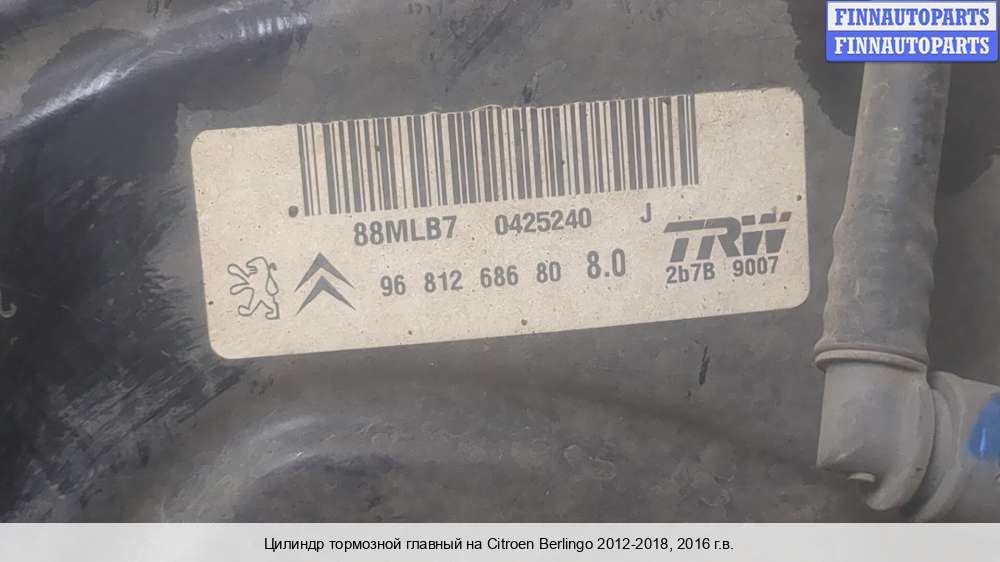 FINNAUTOPARTS
FINNAUTOPARTS
88MLB7 0425240 J
TRW
96 812 686 80 8.0
2b7B 9007
Цилиндр тормозной главный на Citroen Berlingo 2012-2018, 2016 г.в.